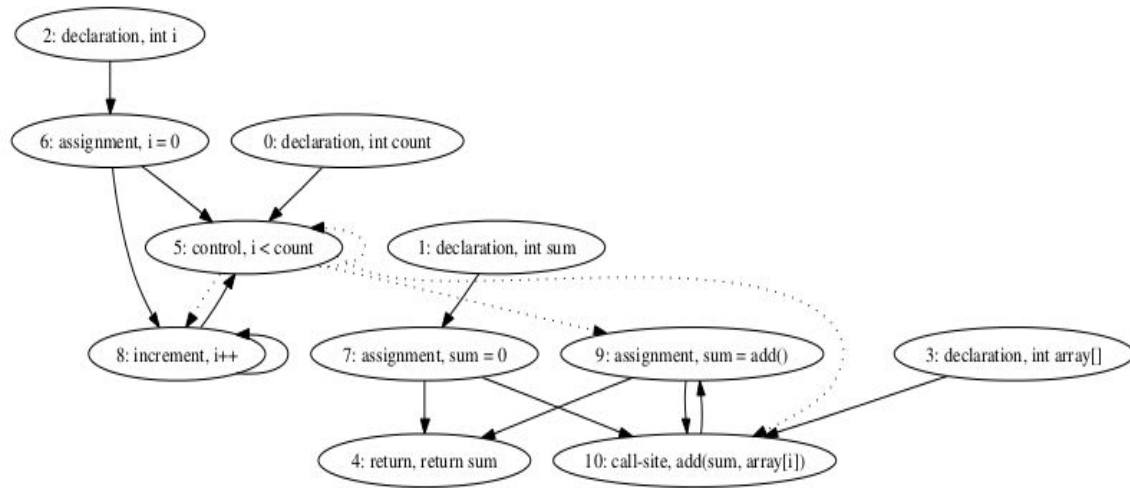 2: declaration, int i
6: assignment, i = 0
0: declaration, int count
5: control, i < count
1: declaration, int sum
8: increment, i++
7: assignment, sum = 0
9: assignment, sum = add()
3: declaration, int array[]
4: return, return sum
10: call-site, add(sum, array[i])